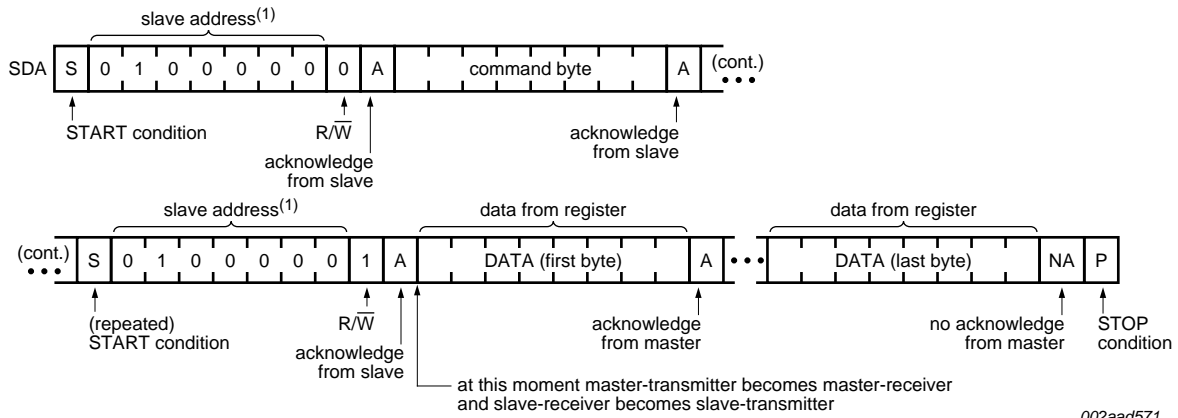 slave address(1)
SDA S 0 1 0 0 0 0 0 0 A command byte A (cont.)
START condition R/W̅ acknowledge from slave acknowledge from slave
slave address(1) data from register data from register
(cont.) S 0 1 0 0 0 0 0 1 A DATA (first byte) A DATA (last byte) NA P
(repeated) START condition R/W̅ acknowledge from slave acknowledge from master no acknowledge from master STOP condition
at this moment master-transmitter becomes master-receiver
and slave-receiver becomes slave-transmitter
002aad571